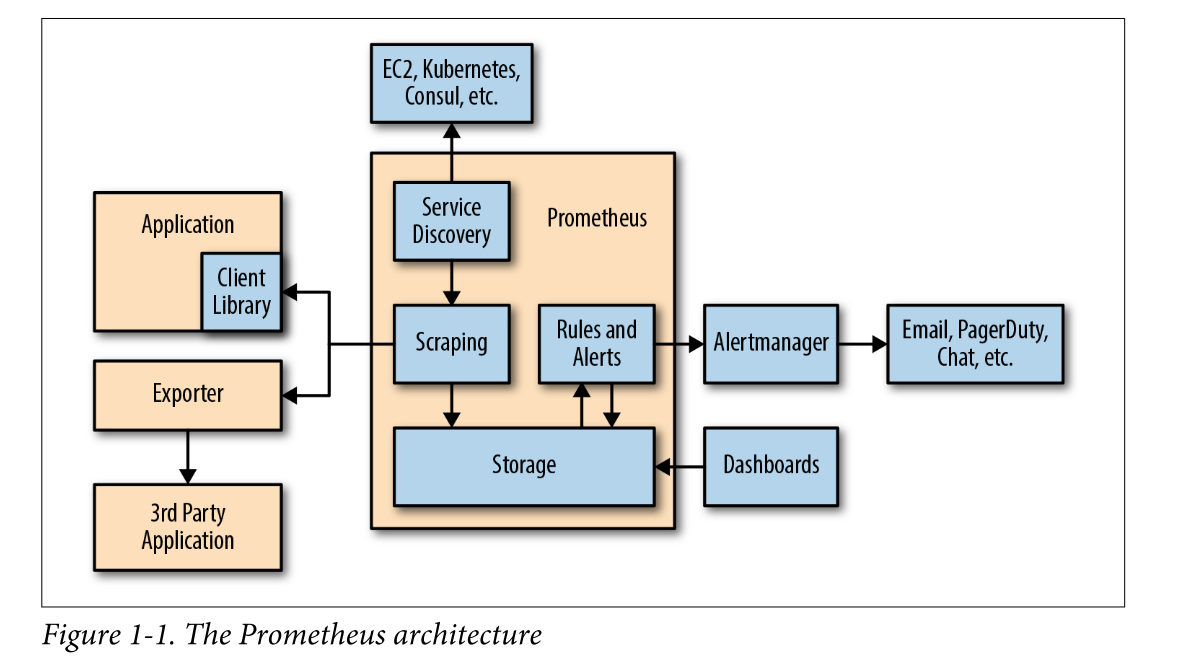 EC2, Kubernetes,
Consul, etc.
Service
Discovery
Prometheus
Application
Client
Library
Scraping
Rules and
Alerts
Alertmanager
Email, PagerDuty,
Chat, etc.
Exporter
Storage
Dashboards
3rd Party
Application
Figure 1-1. The Prometheus architecture